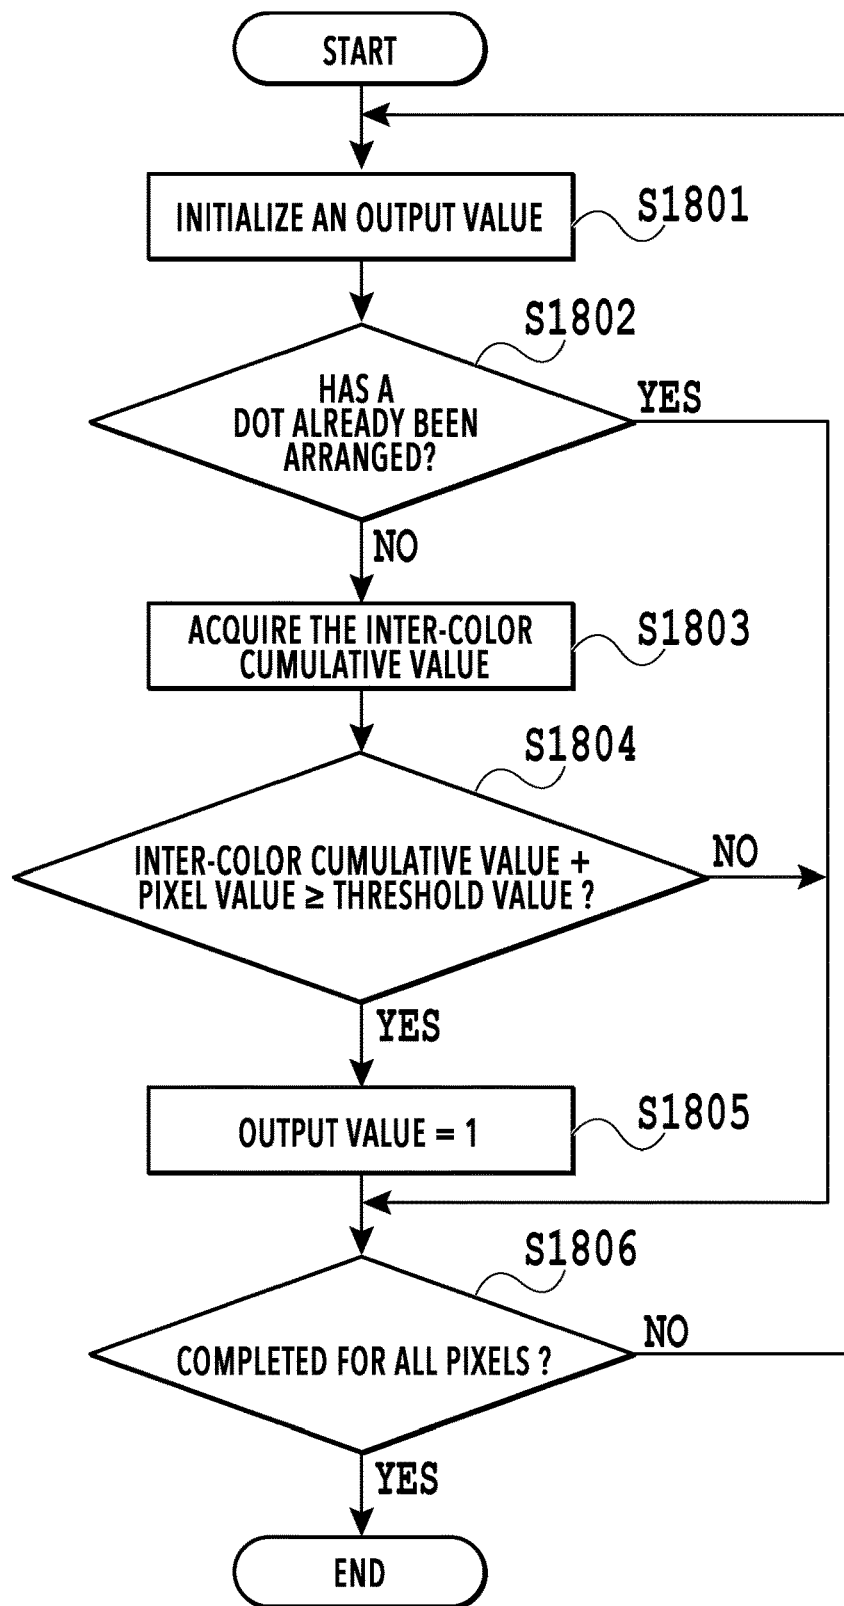 START
INITIALIZE AN OUTPUT VALUE
S1801
S1802
HAS A
DOT ALREADY BEEN
ARRANGED?
YES
NO
ACQUIRE THE INTER-COLOR
CUMULATIVE VALUE
S1803
S1804
INTER-COLOR CUMULATIVE VALUE +
PIXEL VALUE ≥ THRESHOLD VALUE ?
NO
YES
OUTPUT VALUE = 1
S1805
S1806
COMPLETED FOR ALL PIXELS ?
NO
YES
END